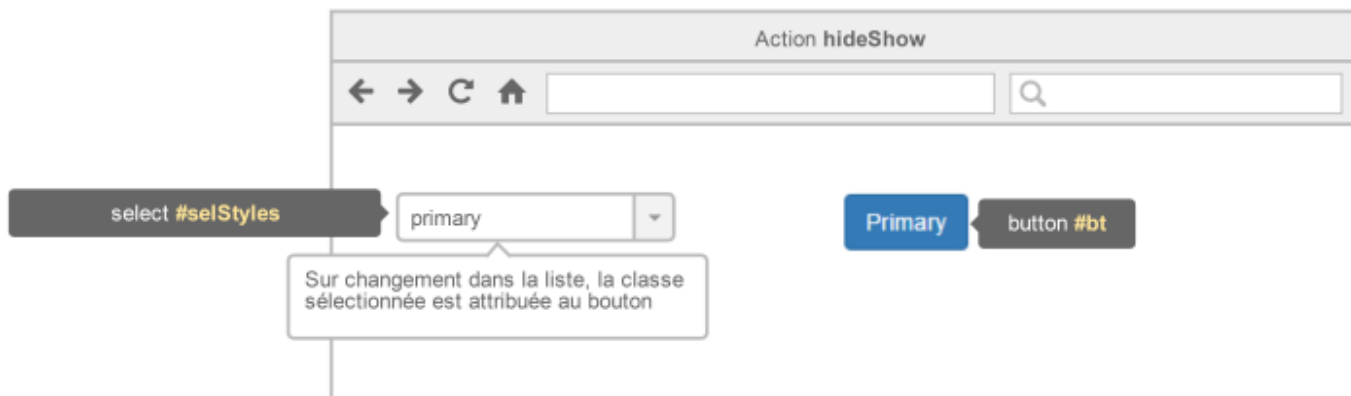 Action hideShow
select #selStyles
primary
Primary
button #bt
Sur changement dans la liste, la classe
sélectionnée est attribuée au bouton